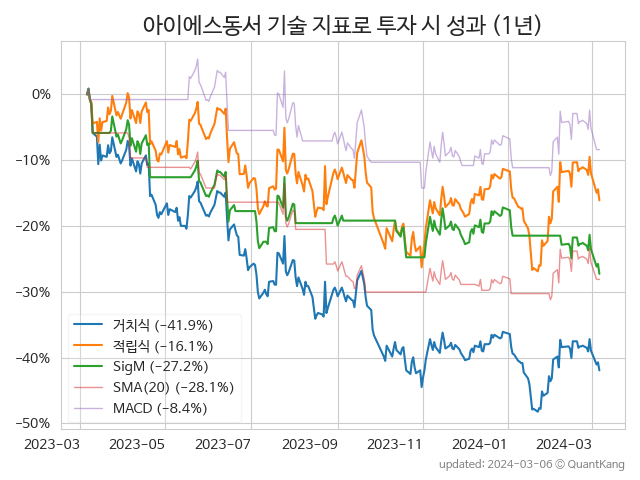 아이에스동서 기술 지표로 투자 시 성과 (1년)
0%
−10%
−20%
−30%
−40%
−50%
거치식 (−41.9%)
적립식 (−16.1%)
SigM (−27.2%)
SMA(20) (−28.1%)
MACD (−8.4%)
2023−03 2023−05 2023−07 2023−09 2023−11 2024−01 2024−03
updated: 2024−03−06 ⓒ QuantKang